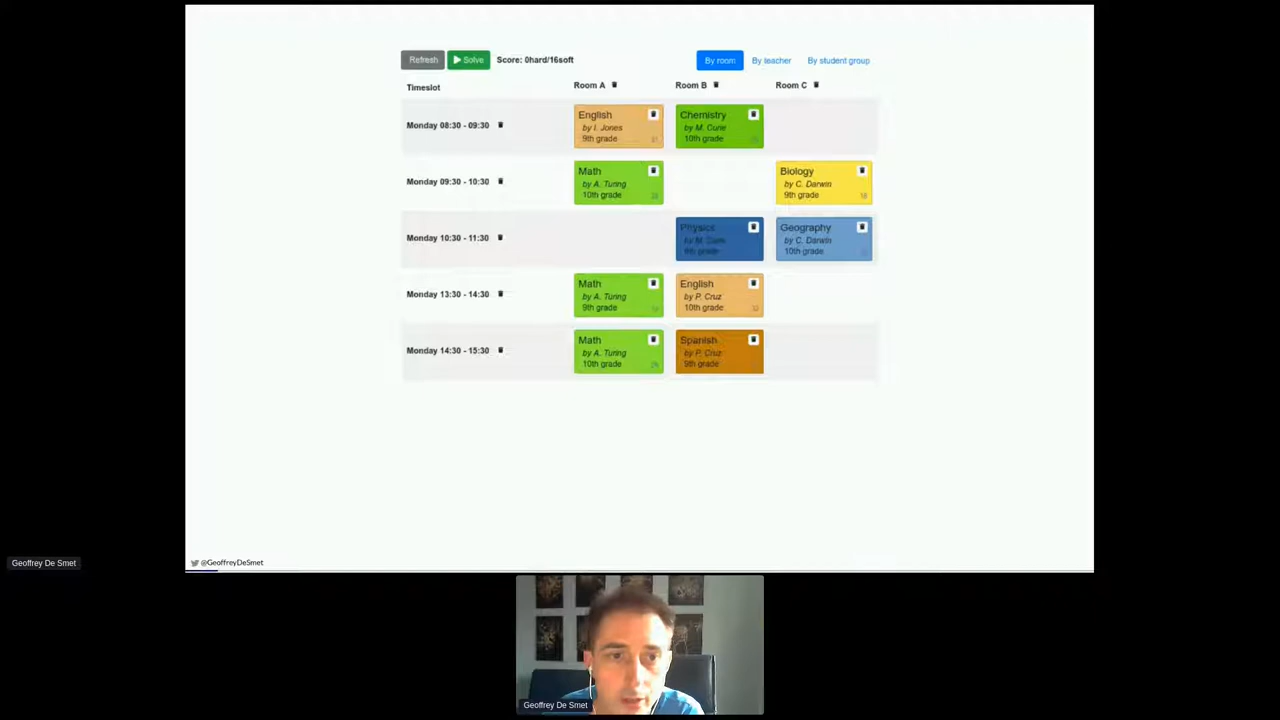 Refresh
Solve
Score: 0hard/16soft
By room
By teacher
By student group
Timeslot
Room A
Room B
Room C
Monday 08:30 - 09:30
English
by I. Jones
9th grade
Chemistry
by M. Curie
10th grade
Monday 09:30 - 10:30
Math
by A. Turing
10th grade
Biology
by C. Darwin
9th grade
Monday 10:30 - 11:30
Physics
by M. Curie
9th grade
Geography
by C. Darwin
10th grade
Monday 13:30 - 14:30
Math
by A. Turing
9th grade
English
by P. Cruz
10th grade
Monday 14:30 - 15:30
Math
by A. Turing
10th grade
Spanish
by P. Cruz
9th grade
Geoffrey De Smet
@GeoffreyDeSmet
Geoffrey De Smet